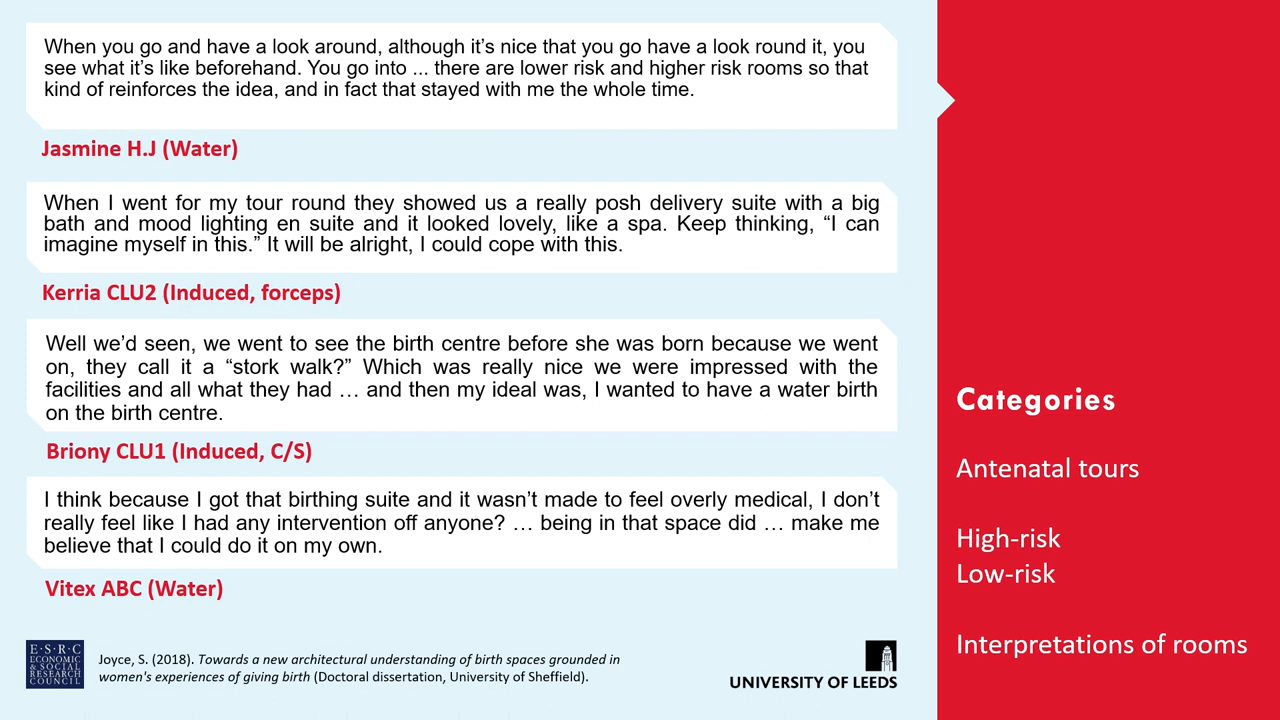 When you go and have a look around, although it’s nice that you go have a look round it, you
see what it’s like beforehand. You go into ... there are lower risk and higher risk rooms so that
kind of reinforces the idea, and in fact that stayed with me the whole time.
Jasmine H.J (Water)
When I went for my tour round they showed us a really posh delivery suite with a big
bath and mood lighting en suite and it looked lovely, like a spa. Keep thinking, “I can
imagine myself in this.” It will be alright, I could cope with this.
Kerria CLU2 (Induced, forceps)
Well we’d seen, we went to see the birth centre before she was born because we went
on, they call it a “stork walk?” Which was really nice we were impressed with the
facilities and all what they had … and then my ideal was, I wanted to have a water birth
on the birth centre.
Briony CLU1 (Induced, C/S)
I think because I got that birthing suite and it wasn’t made to feel overly medical, I don’t
really feel like I had any intervention off anyone? … being in that space did … make me
believe that I could do it on my own.
Vitex ABC (Water)
E·S·R·C
ECONOMIC
& SOCIAL
RESEARCH
COUNCIL
Joyce, S. (2018). Towards a new architectural understanding of birth spaces grounded in
women's experiences of giving birth (Doctoral dissertation, University of Sheffield).
UNIVERSITY OF LEEDS
Categories
Antenatal tours
High-risk
Low-risk
Interpretations of rooms